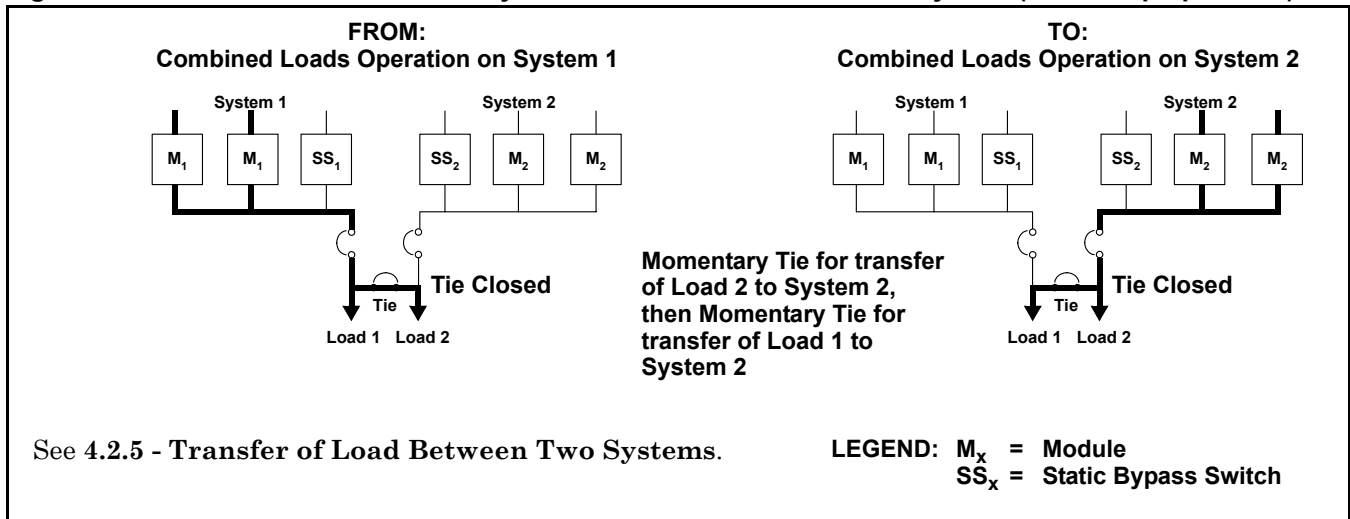 FROM:
Combined Loads Operation on System 1
System 1
System 2
M1
M1
SS1
SS2
M2
M2
Tie Closed
Tie
Load 1
Load 2
Momentary Tie for transfer
of Load 2 to System 2,
then Momentary Tie for
transfer of Load 1 to
System 2
TO:
Combined Loads Operation on System 2
System 1
System 2
M1
M1
SS1
SS2
M2
M2
Tie Closed
Tie
Load 1
Load 2
See 4.2.5 - Transfer of Load Between Two Systems.
LEGEND: Mx = Module
SSx = Static Bypass Switch